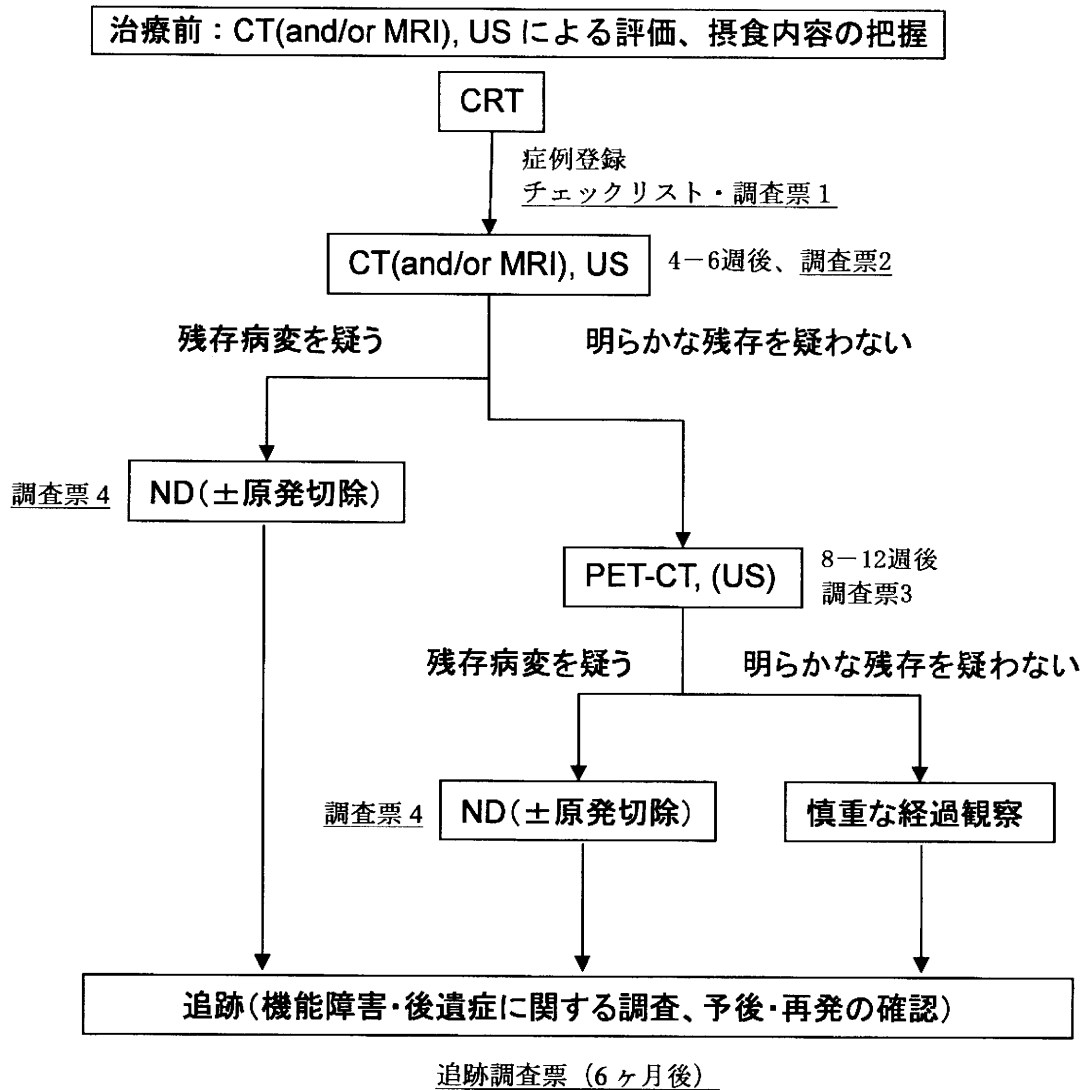 治療前：CT(and/or MRI), US による評価、摂食内容の把握
CRT
症例登録
チェックリスト・調査票１
CT(and/or MRI), US
4－6週後、調査票2
残存病変を疑う
明らかな残存を疑わない
調査票 4
ND(±原発切除)
PET-CT, (US)
8－12週後
調査票3
残存病変を疑う
明らかな残存を疑わない
調査票 4
ND(±原発切除)
慎重な経過観察
追跡(機能障害・後遺症に関する調査、予後・再発の確認)
追跡調査票（6 ヶ月後）